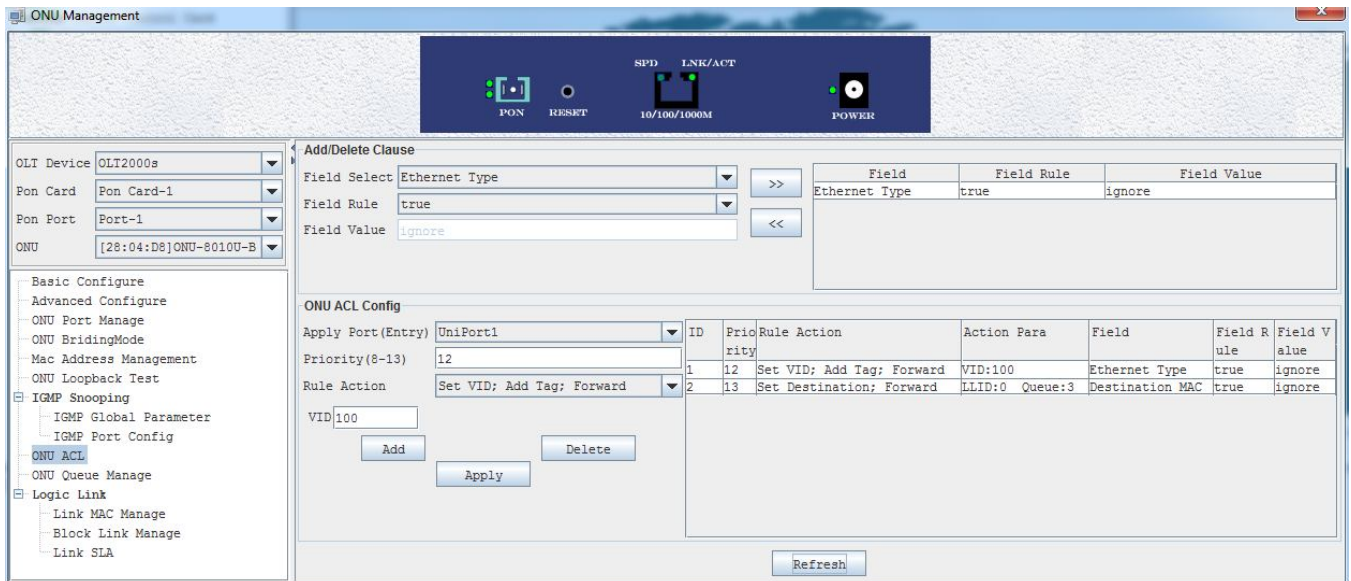 ONU Management
SPD LNK/ACT
PON RESET 10/100/1000M POWER
OLT Device OLT2000s
Pon Card Pon Card-1
Pon Port Port-1
ONU [28:04:D8]ONU-8010U-B
Basic Configure
Advanced Configure
ONU Port Manage
ONU BridingMode
Mac Address Management
ONU Loopback Test
IGMP Snooping
IGMP Global Parameter
IGMP Port Config
ONU ACL
ONU Queue Manage
Logic Link
Link MAC Manage
Block Link Manage
Link SLA
Add/Delete Clause
Field Select Ethernet Type
Field Rule true
Field Value ignore
>>
<<
Field Field Rule Field Value
Ethernet Type true ignore
ONU ACL Config
Apply Port(Entry) UniPort1
Priority(8-13) 12
Rule Action Set VID; Add Tag; Forward
VID 100
Add Delete
Apply
ID Priority Rule Action Action Para Field Field Rule Field Value
1 12 Set VID; Add Tag; Forward VID:100 Ethernet Type true ignore
2 13 Set Destination; Forward LLID:0 Queue:3 Destination MAC true ignore
Refresh